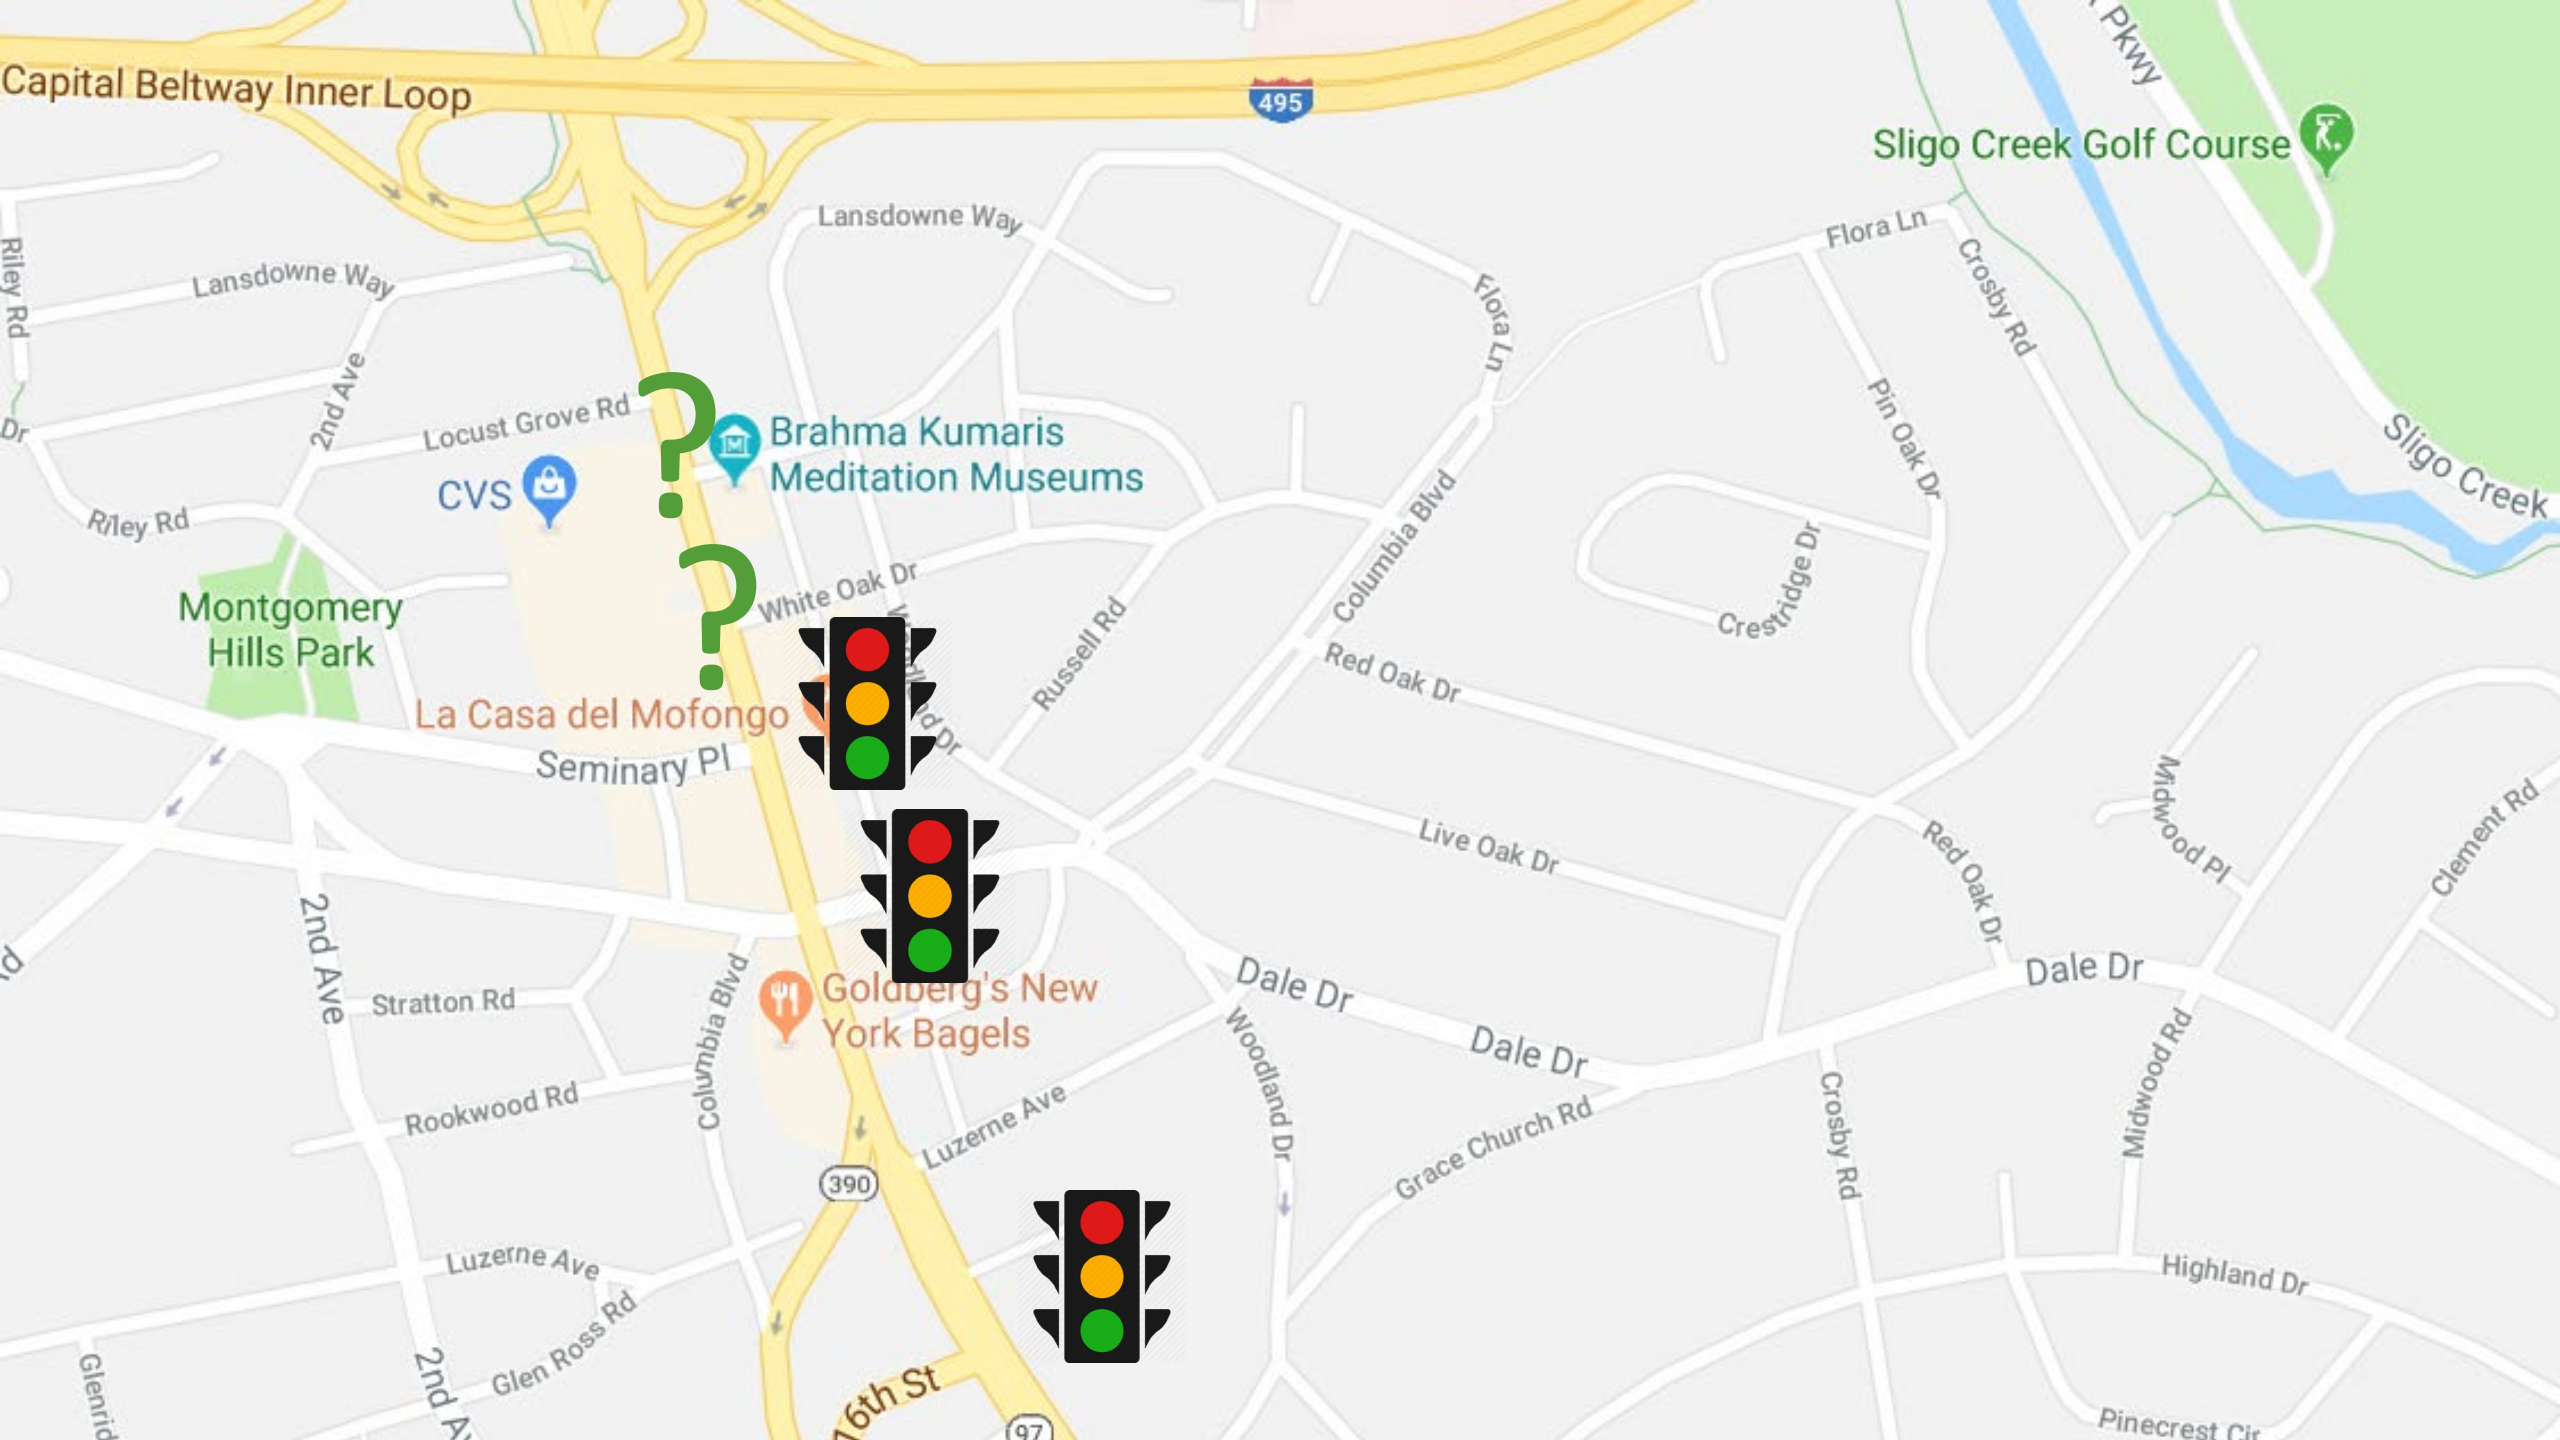 Pkwy
Capital Beltway Inner Loop
495
Sligo Creek Golf Course
Lansdowne Way
Flora Ln
Riley Rd
Lansdowne Way
Crosby Rd
Flora Ln
2nd Ave
Locust Grove Rd
?
Brahma Kumaris
Meditation Museums
Pin Oak Dr
Dr
Sligo Creek
CVS
Riley Rd
Columbia Blvd
?
White Oak Dr
Crestridge Dr
Montgomery
Hills Park
Russell Rd
Red Oak Dr
La Casa del Mofongo
Seminary Pl
Midwood Pl
Clement Rd
Live Oak Dr
Red Oak Dr
2nd Ave
Columbia Blvd
Goldberg's New
York Bagels
Stratton Rd
Dale Dr
Dale Dr
Dale Dr
Woodland Dr
Midwood Rd
Rookwood Rd
Luzerne Ave
Grace Church Rd
Crosby Rd
390
Luzerne Ave
Highland Dr
Glen Ross Rd
16th St
97
Pinecrest Cir